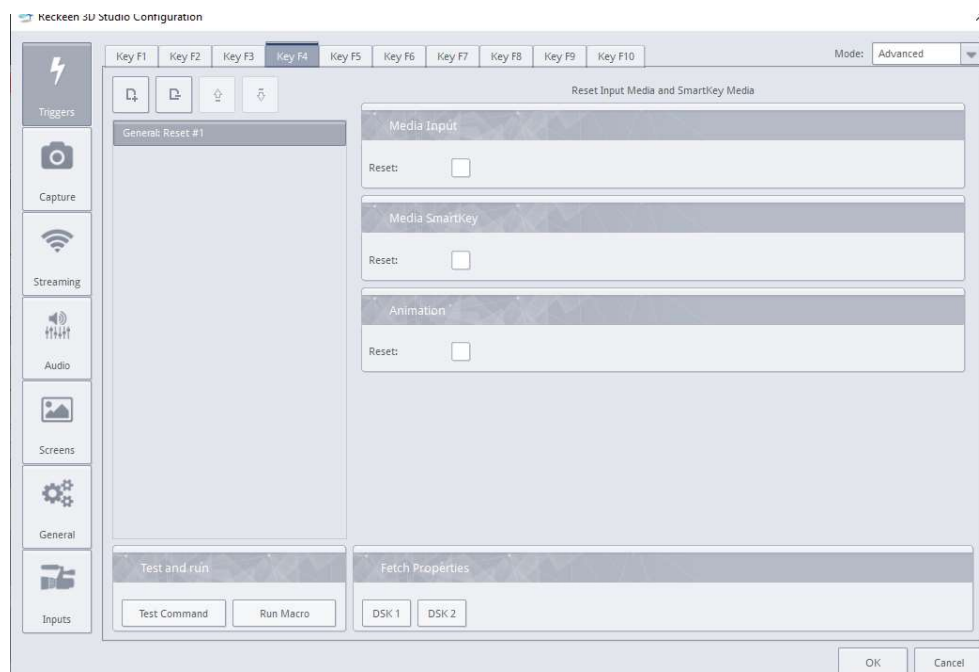 Reckeen 3D Studio Configuration
Key F1 Key F2 Key F3 Key F4 Key F5 Key F6 Key F7 Key F8 Key F9 Key F10
Mode: Advanced
Triggers
Capture
Streaming
Audio
Screens
General
Inputs
General: Reset #1
Reset Input Media and SmartKey Media
Media Input
Reset:
Media SmartKey
Reset:
Animation
Reset:
Test and run
Test Command Run Macro
Fetch Properties
DSK 1 DSK 2
OK Cancel